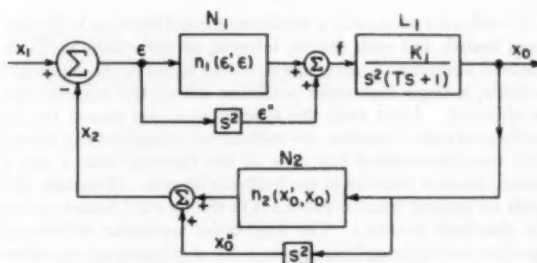 N₁
L₁
x₁
+
Σ
−
ε
n₁(ε', ε)
+
Σ
+
f
K₁
s²(Ts + 1)
x₀
s²
ε"
x₂
N₂
Σ
+
+
n₂(x₀', x₀)
x₀"
s²